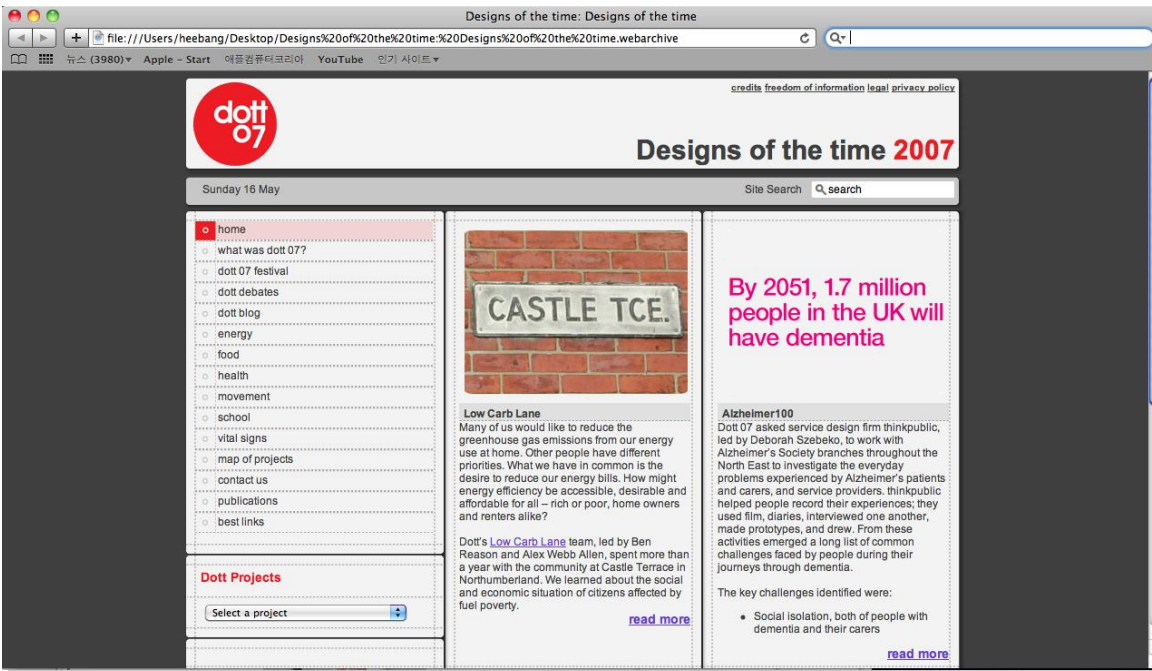 Designs of the time: Designs of the time
file:///Users/heebang/Desktop/Designs%20of%20the%20time:%20Designs%20of%20the%20time.webarchive
뉴스 (3980)▾ Apple – Start 애플컴퓨터코리아 YouTube 인기 사이트▾
credits freedom of information legal privacy policy
dott
07
Designs of the time 2007
Sunday 16 May
Site Search search
home
what was dott 07?
dott 07 festival
dott debates
dott blog
energy
food
health
movement
school
vital signs
map of projects
contact us
publications
best links
Dott Projects
Select a project
CASTLE TCE.
Low Carb Lane
Many of us would like to reduce the
greenhouse gas emissions from our energy
use at home. Other people have different
priorities. What we have in common is the
desire to reduce our energy bills. How might
energy efficiency be accessible, desirable and
affordable for all – rich or poor, home owners
and renters alike?
Dott's Low Carb Lane team, led by Ben
Reason and Alex Webb Allen, spent more than
a year with the community at Castle Terrace in
Northumberland. We learned about the social
and economic situation of citizens affected by
fuel poverty.
read more
By 2051, 1.7 million
people in the UK will
have dementia
Alzheimer100
Dott 07 asked service design firm thinkpublic,
led by Deborah Szebeko, to work with
Alzheimer's Society branches throughout the
North East to investigate the everyday
problems experienced by Alzheimer's patients
and carers, and service providers. thinkpublic
helped people record their experiences; they
used film, diaries, interviewed one another,
made prototypes, and drew. From these
activities emerged a long list of common
challenges faced by people during their
journeys through dementia.
The key challenges identified were:
• Social isolation, both of people with
dementia and their carers
read more